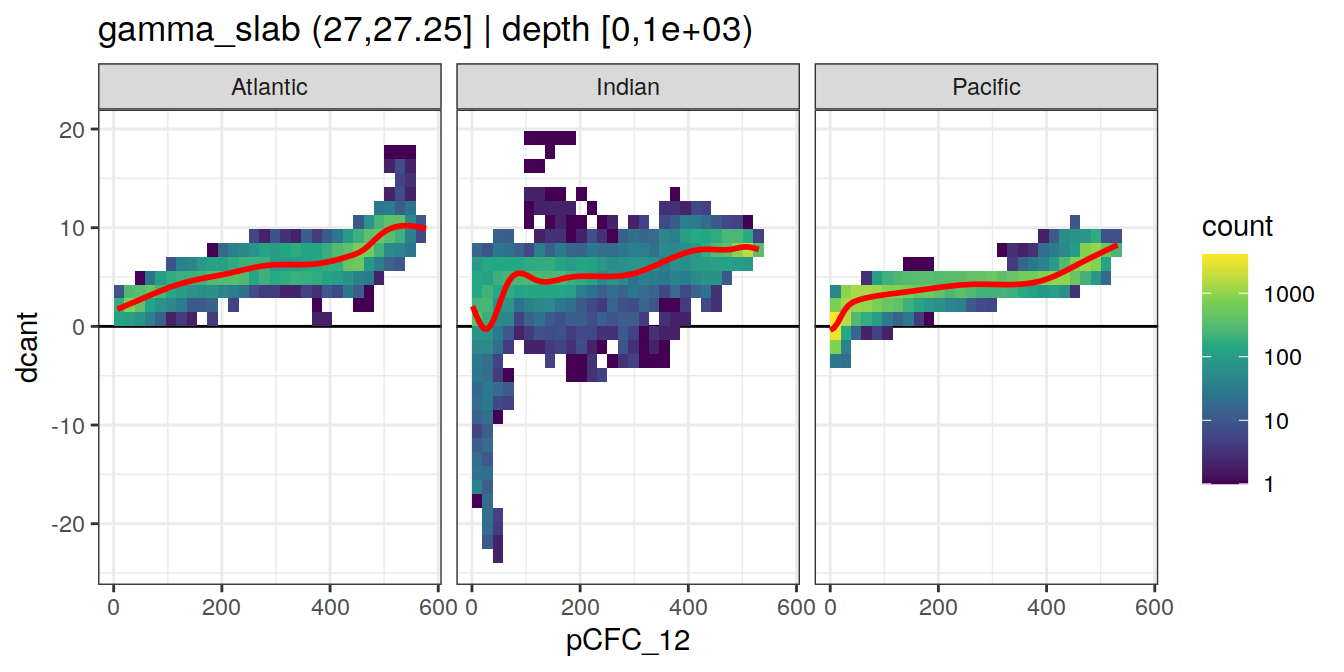 gamma_slab (27,27.25] | depth [0,1e+03)
Atlantic
Indian
Pacific
20
10
0
-10
-20
dcant
0 200 400 600 0 200 400 600 0 200 400 600
pCFC_12
count
1000
100
10
1